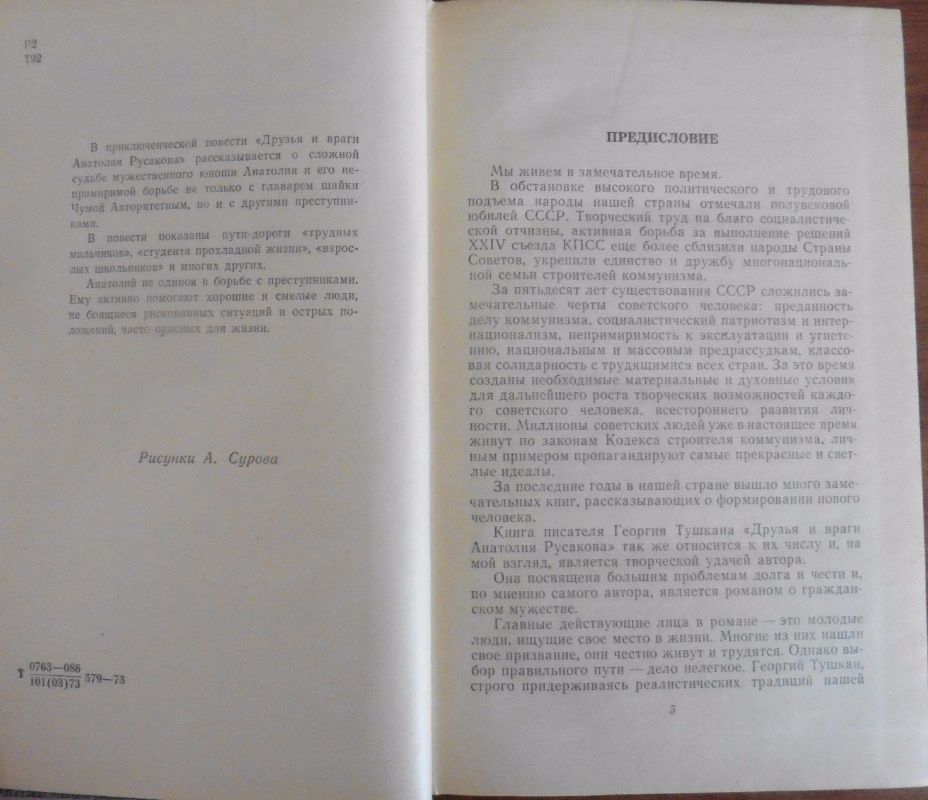 Р2
Т92
В приключенческой повести «Друзья и враги
Анатолия Русакова» рассказывается о сложной
судьбе мужественного юноши Анатолия и его не-
примиримой борьбе не только с главарем шайки
Чумой Авторитетным, но и с другими преступни-
ками.
В повести показаны пути-дороги «трудных
мальчиков», «студента прохладной жизни», «взрос-
лых школьников» и многих других.
Анатолий не одинок в борьбе с преступниками.
Ему активно помогают хорошие и смелые люди,
не боящиеся рискованных ситуаций и острых по-
ложений, часто опасных для жизни.
Рисунки А. Сурова
Т 0763—086
101(03)73 579—73
ПРЕДИСЛОВИЕ
Мы живем в замечательное время.
В обстановке высокого политического и трудового
подъема народы нашей страны отмечали полувековой
юбилей СССР. Творческий труд на благо социалистиче-
ской отчизны, активная борьба за выполнение решений
XXIV съезда КПСС еще более сблизили народы Страны
Советов, укрепили единство и дружбу многонациональ-
ной семьи строителей коммунизма.
За пятьдесят лет существования СССР сложились за-
мечательные черты советского человека: преданность
делу коммунизма, социалистический патриотизм и интер-
национализм, непримиримость к эксплуатации и угнете-
нию, национальным и массовым предрассудкам, классо-
вая солидарность с трудящимися всех стран. За это время
созданы необходимые материальные и духовные условия
для дальнейшего роста творческих возможностей каждо-
го советского человека, всестороннего развития лич-
ности. Миллионы советских людей уже в настоящее время
живут по законам Кодекса строителя коммунизма, лич-
ным примером пропагандируют самые прекрасные и свет-
лые идеалы.
За последние годы в нашей стране вышло много заме-
чательных книг, рассказывающих о формировании нового
человека.
Книга писателя Георгия Тушкана «Друзья и враги
Анатолия Русакова» так же относится к их числу и, на
мой взгляд, является творческой удачей автора.
Она посвящена большим проблемам долга и чести и,
по мнению самого автора, является романом о граждан-
ском мужестве.
Главные действующие лица в романе — это молодые
люди, ищущие свое место в жизни. Многие из них нашли
свое призвание, они честно живут и трудятся. Однако вы-
бор правильного пути — дело нелегкое. Георгий Тушкан,
строго придерживаясь реалистических традиций нашей
5